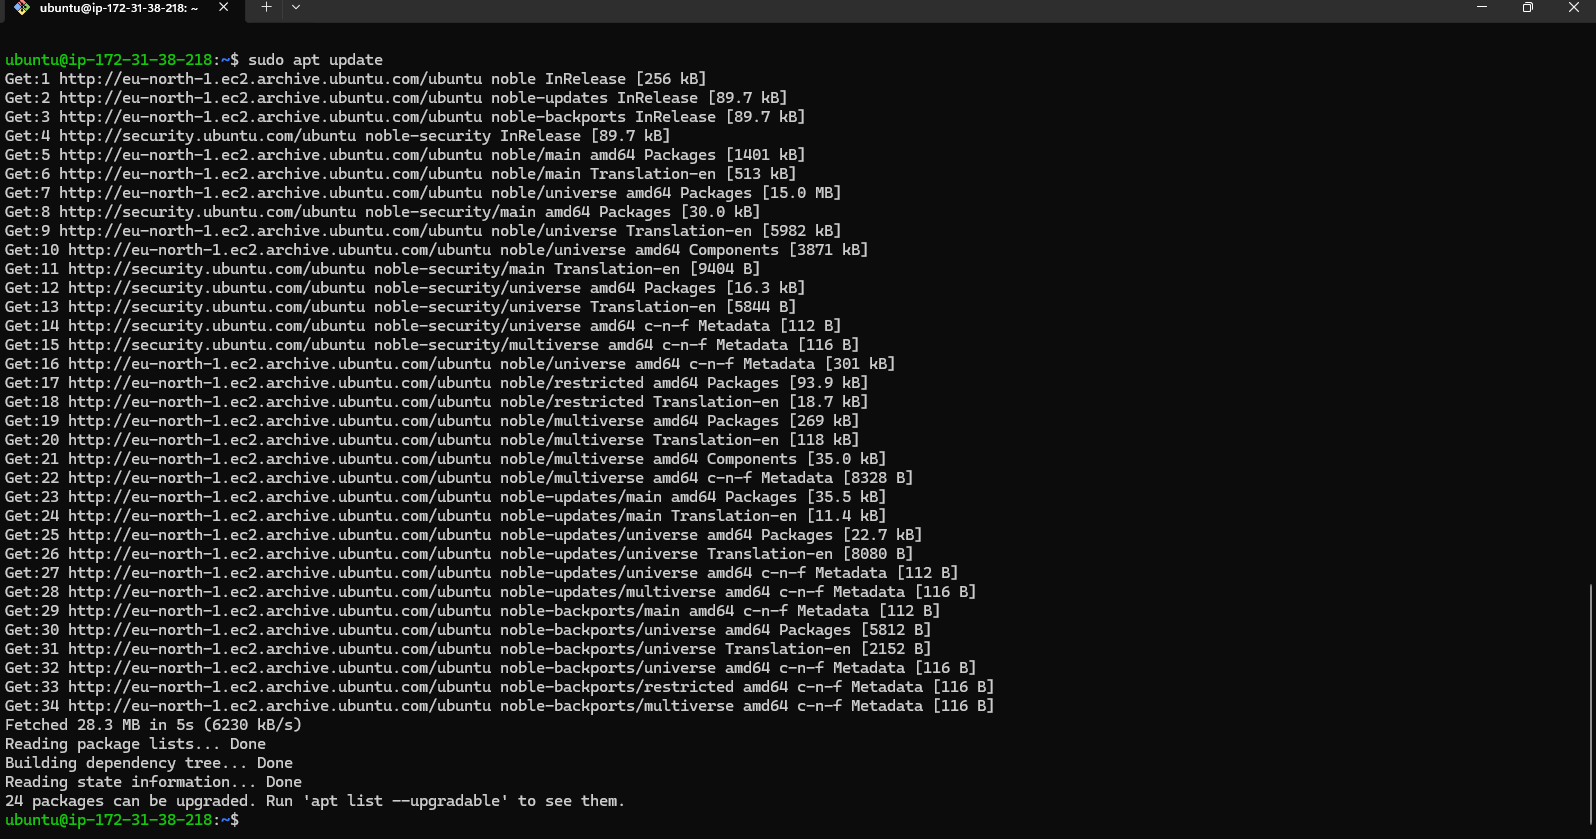 ubuntu@ip-172-31-38-218: ~
ubuntu@ip-172-31-38-218:~$ sudo apt update
Get:1 http://eu-north-1.ec2.archive.ubuntu.com/ubuntu noble InRelease [256 kB]
Get:2 http://eu-north-1.ec2.archive.ubuntu.com/ubuntu noble-updates InRelease [89.7 kB]
Get:3 http://eu-north-1.ec2.archive.ubuntu.com/ubuntu noble-backports InRelease [89.7 kB]
Get:4 http://security.ubuntu.com/ubuntu noble-security InRelease [89.7 kB]
Get:5 http://eu-north-1.ec2.archive.ubuntu.com/ubuntu noble/main amd64 Packages [1401 kB]
Get:6 http://eu-north-1.ec2.archive.ubuntu.com/ubuntu noble/main Translation-en [513 kB]
Get:7 http://eu-north-1.ec2.archive.ubuntu.com/ubuntu noble/universe amd64 Packages [15.0 MB]
Get:8 http://security.ubuntu.com/ubuntu noble-security/main amd64 Packages [30.0 kB]
Get:9 http://eu-north-1.ec2.archive.ubuntu.com/ubuntu noble/universe Translation-en [5982 kB]
Get:10 http://eu-north-1.ec2.archive.ubuntu.com/ubuntu noble/universe amd64 Components [3871 kB]
Get:11 http://security.ubuntu.com/ubuntu noble-security/main Translation-en [9404 B]
Get:12 http://security.ubuntu.com/ubuntu noble-security/universe amd64 Packages [16.3 kB]
Get:13 http://security.ubuntu.com/ubuntu noble-security/universe Translation-en [5844 B]
Get:14 http://security.ubuntu.com/ubuntu noble-security/universe amd64 c-n-f Metadata [112 B]
Get:15 http://security.ubuntu.com/ubuntu noble-security/multiverse amd64 c-n-f Metadata [116 B]
Get:16 http://eu-north-1.ec2.archive.ubuntu.com/ubuntu noble/universe amd64 c-n-f Metadata [301 kB]
Get:17 http://eu-north-1.ec2.archive.ubuntu.com/ubuntu noble/restricted amd64 Packages [93.9 kB]
Get:18 http://eu-north-1.ec2.archive.ubuntu.com/ubuntu noble/restricted Translation-en [18.7 kB]
Get:19 http://eu-north-1.ec2.archive.ubuntu.com/ubuntu noble/multiverse amd64 Packages [269 kB]
Get:20 http://eu-north-1.ec2.archive.ubuntu.com/ubuntu noble/multiverse Translation-en [118 kB]
Get:21 http://eu-north-1.ec2.archive.ubuntu.com/ubuntu noble/multiverse amd64 Components [35.0 kB]
Get:22 http://eu-north-1.ec2.archive.ubuntu.com/ubuntu noble/multiverse amd64 c-n-f Metadata [8328 B]
Get:23 http://eu-north-1.ec2.archive.ubuntu.com/ubuntu noble-updates/main amd64 Packages [35.5 kB]
Get:24 http://eu-north-1.ec2.archive.ubuntu.com/ubuntu noble-updates/main Translation-en [11.4 kB]
Get:25 http://eu-north-1.ec2.archive.ubuntu.com/ubuntu noble-updates/universe amd64 Packages [22.7 kB]
Get:26 http://eu-north-1.ec2.archive.ubuntu.com/ubuntu noble-updates/universe Translation-en [8080 B]
Get:27 http://eu-north-1.ec2.archive.ubuntu.com/ubuntu noble-updates/universe amd64 c-n-f Metadata [112 B]
Get:28 http://eu-north-1.ec2.archive.ubuntu.com/ubuntu noble-updates/multiverse amd64 c-n-f Metadata [116 B]
Get:29 http://eu-north-1.ec2.archive.ubuntu.com/ubuntu noble-backports/main amd64 c-n-f Metadata [112 B]
Get:30 http://eu-north-1.ec2.archive.ubuntu.com/ubuntu noble-backports/universe amd64 Packages [5812 B]
Get:31 http://eu-north-1.ec2.archive.ubuntu.com/ubuntu noble-backports/universe Translation-en [2152 B]
Get:32 http://eu-north-1.ec2.archive.ubuntu.com/ubuntu noble-backports/universe amd64 c-n-f Metadata [116 B]
Get:33 http://eu-north-1.ec2.archive.ubuntu.com/ubuntu noble-backports/restricted amd64 c-n-f Metadata [116 B]
Get:34 http://eu-north-1.ec2.archive.ubuntu.com/ubuntu noble-backports/multiverse amd64 c-n-f Metadata [116 B]
Fetched 28.3 MB in 5s (6230 kB/s)
Reading package lists... Done
Building dependency tree... Done
Reading state information... Done
24 packages can be upgraded. Run 'apt list --upgradable' to see them.
ubuntu@ip-172-31-38-218:~$